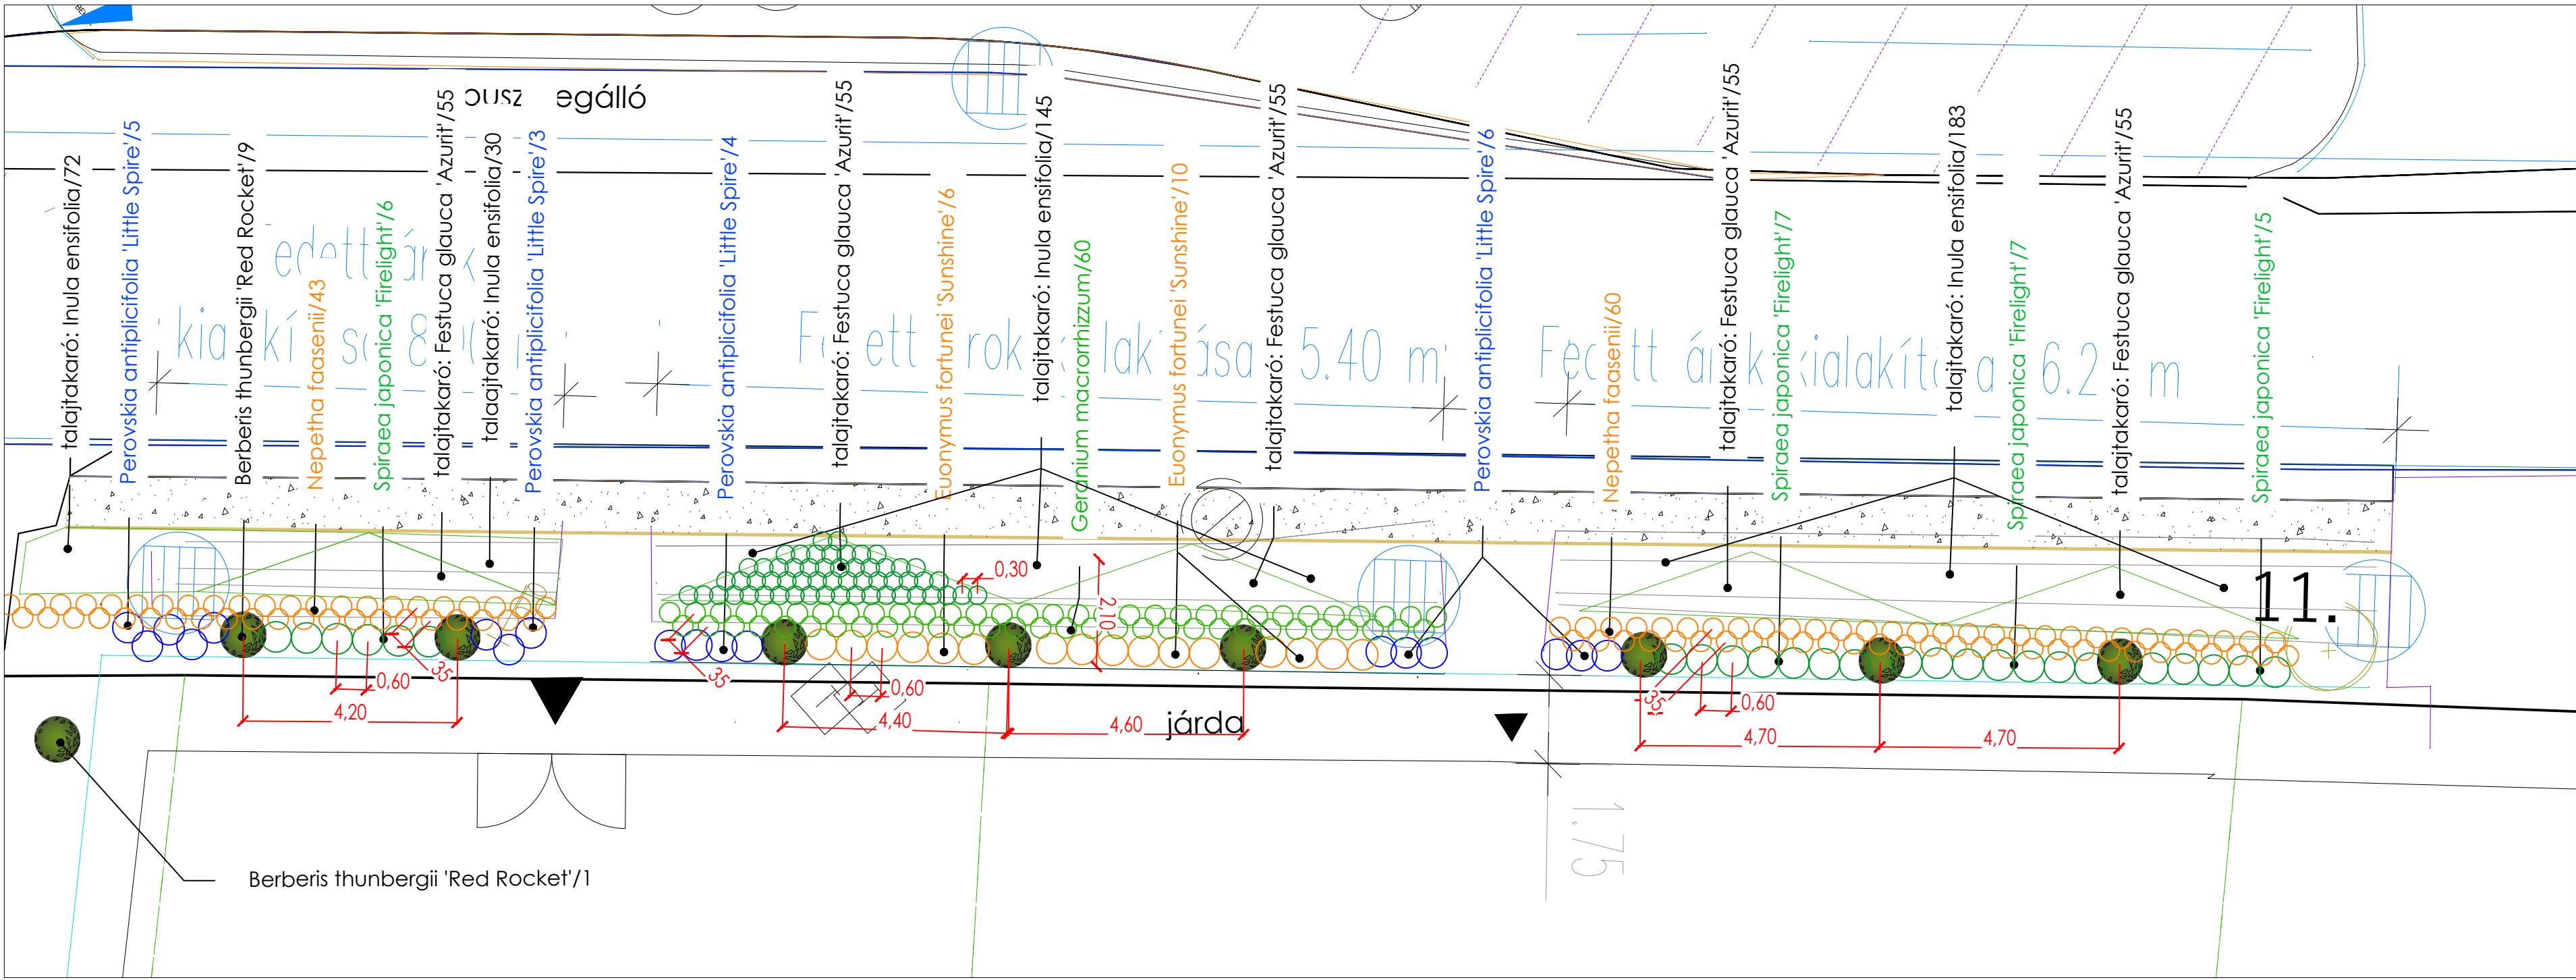 egálló
talajtakaró: Inula ensifolia/72
Perovskia antiplicifolia 'Little Spire'/5
Berberis thunbergii 'Red Rocket'/9
Nepetha faasenii/43
Spiraea japonica 'Firelight'/6
talajtakaró: Festuca glauca 'Azurit'/55
talaajtakaró: Inula ensifolia/30
Perovskia antiplicifolia 'Little Spire'/3
Perovskia antiplicifolia 'Little Spire'/4
talajtakaró: Festuca glauca 'Azurit'/55
Euonymus fortunei 'Sunshine'/6
talajtakaró: Inula ensifolia/145
Geranium macrorrhizzum/60
Euonymus fortunei 'Sunshine'/10
talajtakaró: Festuca glauca 'Azurit'/55
Perovskia antiplicifolia 'Little Spire'/6
Nepetha faasenii/60
talajtakaró: Festuca glauca 'Azurit'/55
Spiraea japonica 'Firelight'/7
talajtakaró: Inula ensifolia/183
Spiraea japonica 'Firelight'/7
talajtakaró: Festuca glauca 'Azurit'/55
Spiraea japonica 'Firelight'/5
5.40 m
0,30
2,10
11.
35
0,60
4,20
35
0,60
4,40
4,60
járda
35
0,60
4,70
4,70
1.75
Berberis thunbergii 'Red Rocket'/1